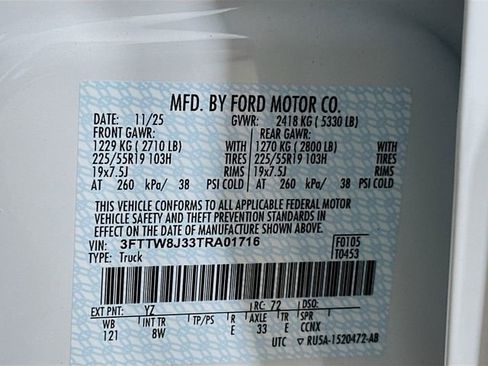 MFD. BY FORD MOTOR CO.
DATE: 11/25 GVWR: 2418 KG ( 5330 LB)
FRONT GAWR: REAR GAWR:
1229 KG ( 2710 LB) WITH 1270 KG ( 2800 LB) WITH
225/55R19 103H TIRES 225/55R19 103H TIRES
19x7.5J RIMS 19x7.5J RIMS
AT 260 kPa/ 38 PSI COLD AT 260 kPa/ 38 PSI COLD
THIS VEHICLE CONFORMS TO ALL APPLICABLE FEDERAL MOTOR
VEHICLE SAFETY AND THEFT PREVENTION STANDARDS IN
EFFECT ON THE DATE OF MANUFACTURE SHOWN ABOVE.
VIN: 3FTTW8J33TRA01716 F0105
TYPE: Truck T0453
EXT PNT: YZ RC: 72 DSO:
WB INT TR TP/PS R AXLE TR SPR
121 8W E 33 E CCNX
UTC ▽ RU5A-1520472-AB